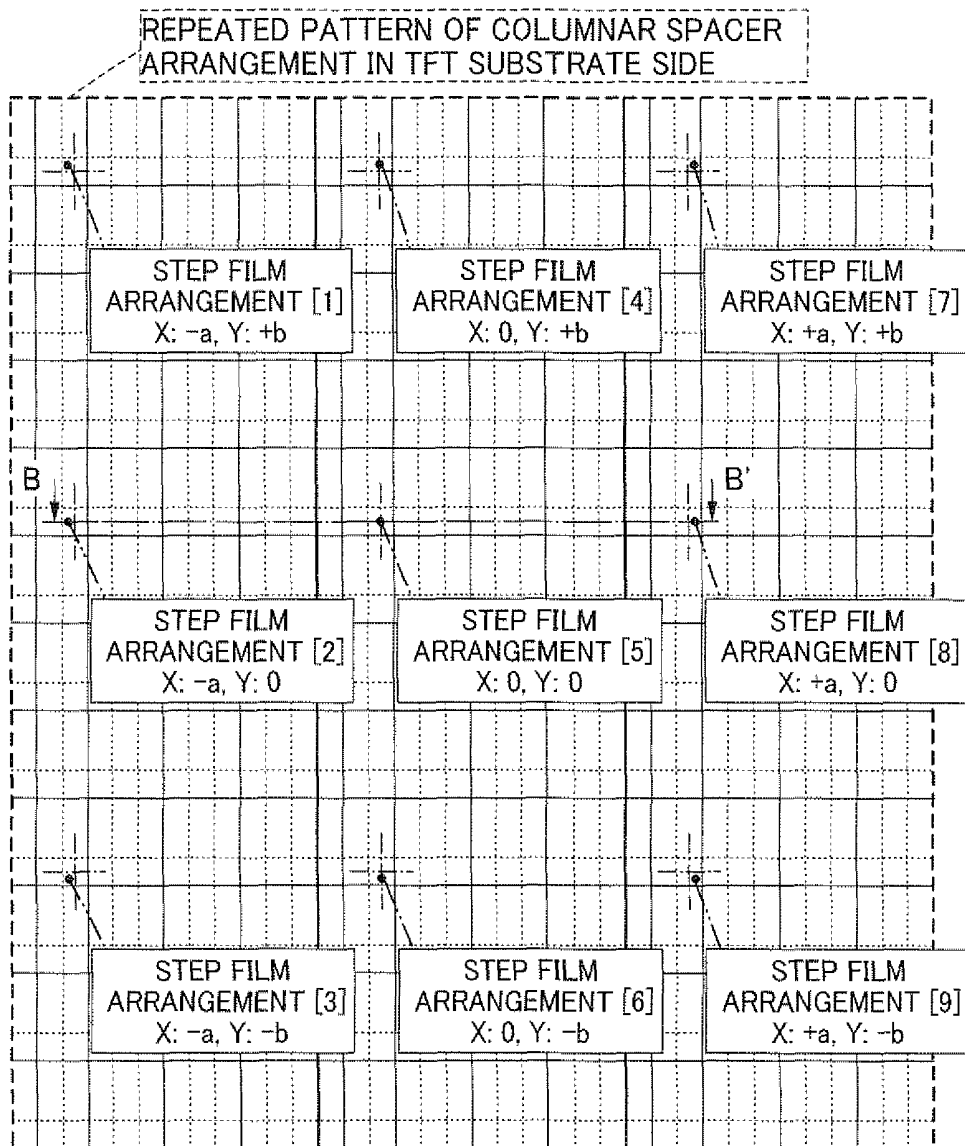 REPEATED PATTERN OF COLUMNAR SPACER
ARRANGEMENT IN TFT SUBSTRATE SIDE
STEP FILM
ARRANGEMENT [1]
X: -a, Y: +b
STEP FILM
ARRANGEMENT [4]
X: 0, Y: +b
STEP FILM
ARRANGEMENT [7]
X: +a, Y: +b
B
B'
STEP FILM
ARRANGEMENT [2]
X: -a, Y: 0
STEP FILM
ARRANGEMENT [5]
X: 0, Y: 0
STEP FILM
ARRANGEMENT [8]
X: +a, Y: 0
STEP FILM
ARRANGEMENT [3]
X: -a, Y: -b
STEP FILM
ARRANGEMENT [6]
X: 0, Y: -b
STEP FILM
ARRANGEMENT [9]
X: +a, Y: -b